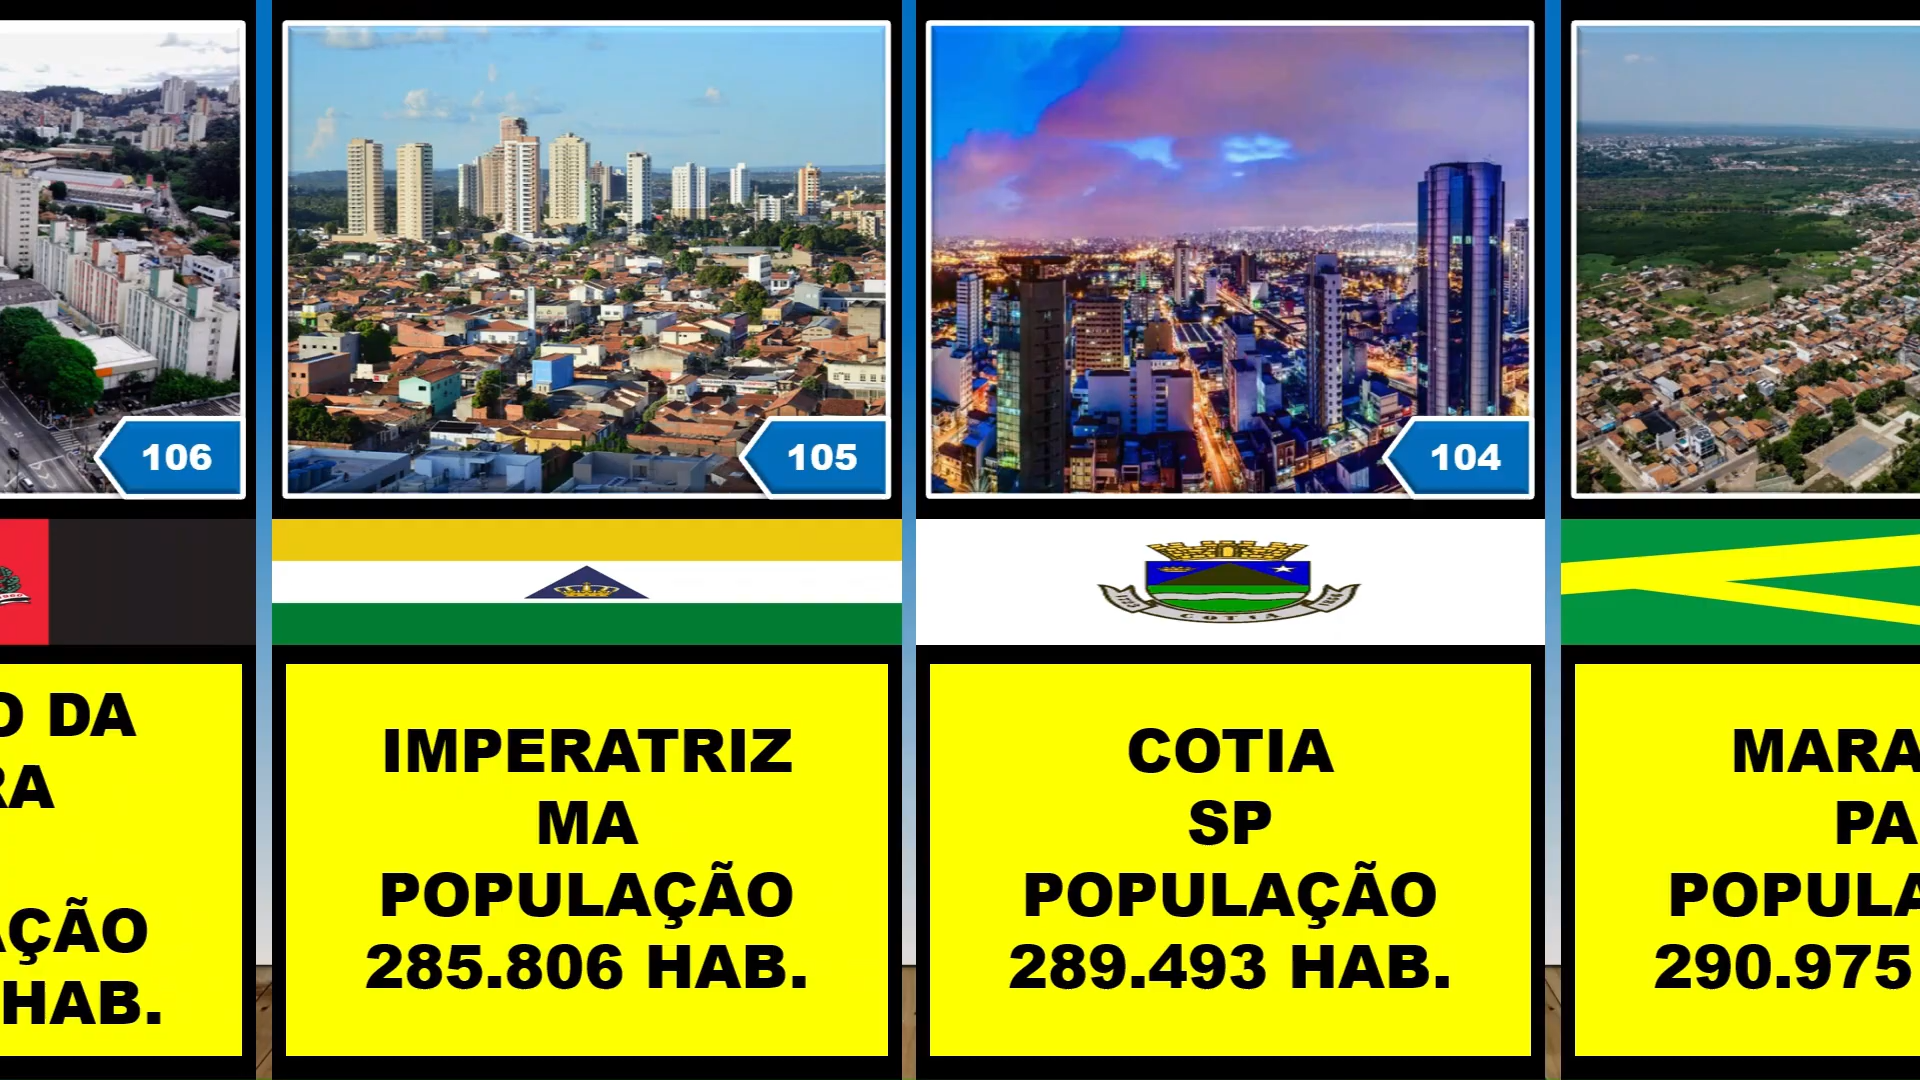 106
O DA
RA
AÇÃO
HAB.
105
IMPERATRIZ
MA
POPULAÇÃO
285.806 HAB.
104
COTIA
COTIA
SP
POPULAÇÃO
289.493 HAB.
MARA
PA
POPULA
290.975